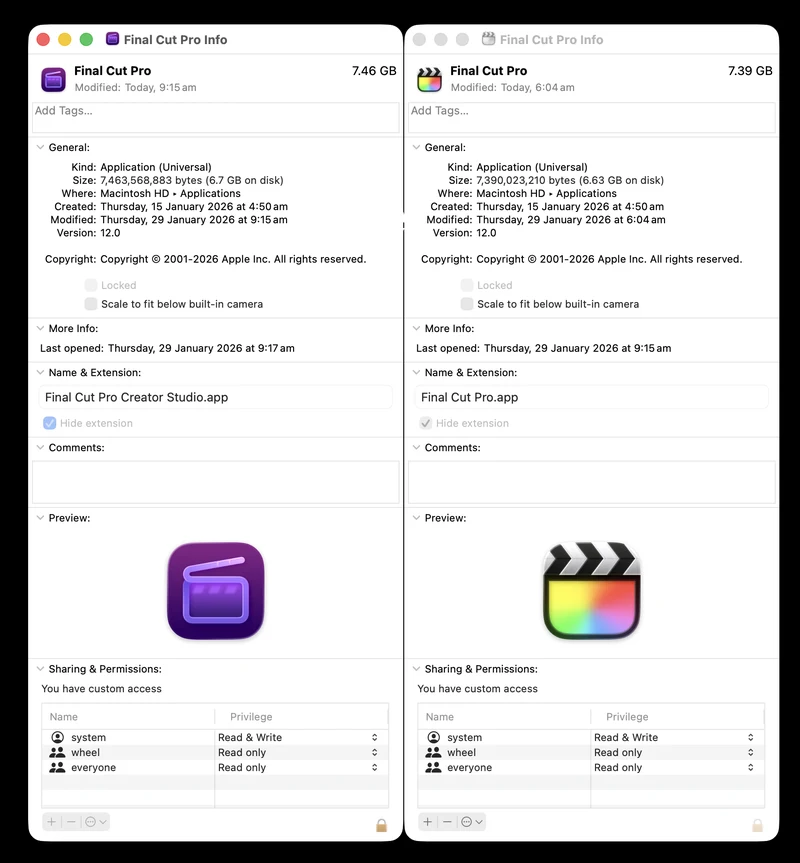 Final Cut Pro Info
Final Cut Pro 7.46 GB
Modified: Today, 9:15 am
Add Tags...
General:
Kind: Application (Universal)
Size: 7,463,568,883 bytes (6.7 GB on disk)
Where: Macintosh HD ▸ Applications
Created: Thursday, 15 January 2026 at 4:50 am
Modified: Thursday, 29 January 2026 at 9:15 am
Version: 12.0
Copyright: Copyright © 2001-2026 Apple Inc. All rights reserved.
Locked
Scale to fit below built-in camera
More Info:
Last opened: Thursday, 29 January 2026 at 9:17 am
Name & Extension:
Final Cut Pro Creator Studio.app
Hide extension
Comments:
Preview:
Sharing & Permissions:
You have custom access
Name Privilege
system Read & Write
wheel Read only
everyone Read only
Final Cut Pro Info
Final Cut Pro 7.39 GB
Modified: Today, 6:04 am
Add Tags...
General:
Kind: Application (Universal)
Size: 7,390,023,210 bytes (6.63 GB on disk)
Where: Macintosh HD ▸ Applications
Created: Thursday, 15 January 2026 at 4:50 am
Modified: Thursday, 29 January 2026 at 6:04 am
Version: 12.0
Copyright: Copyright © 2001-2026 Apple Inc. All rights reserved.
Locked
Scale to fit below built-in camera
More Info:
Last opened: Thursday, 29 January 2026 at 9:15 am
Name & Extension:
Final Cut Pro.app
Hide extension
Comments:
Preview:
Sharing & Permissions:
You have custom access
Name Privilege
system Read & Write
wheel Read only
everyone Read only